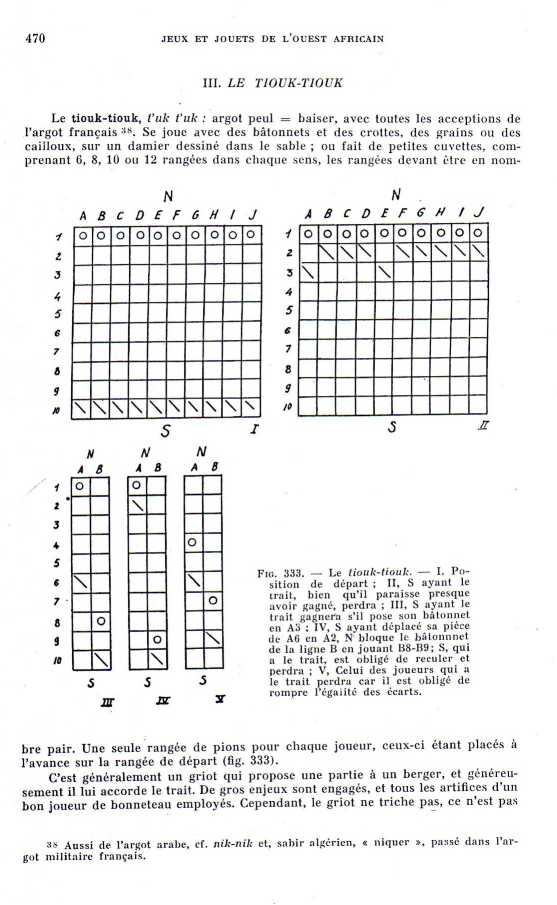 470
JEUX ET JOUETS DE L'OUEST AFRICAIN
III. LE TIOUK-TIOUK
Le tiouk-tiouk, t'uk t'uk : argot peul = baiser, avec toutes les acceptions de
l'argot français ³⁸. Se joue avec des bâtonnets et des crottes, des grains ou des
cailloux, sur un damier dessiné dans le sable ; ou fait de petites cuvettes, com-
prenant 6, 8, 10 ou 12 rangées dans chaque sens, les rangées devant être en nom-
N
A B C D E F G H I J
1
2
3
4
5
6
7
8
9
10
S I
N
A B C D E F G H I J
1
2
3
4
5
6
7
8
9
10
S II
N N N
A B A B A B
1
2
3
4
5
6
7
8
9
10
S S S
III IV V
FIG. 333. — Le tiouk-tiouk. — I. Po-
sition de départ ; II, S ayant le
trait, bien qu'il paraisse presque
avoir gagné, perdra ; III, S ayant le
trait gagnera s'il pose son bâtonnet
en A3 ; IV, S ayant déplacé sa pièce
de A6 en A2, N bloque le bâtonnnet
de la ligne B en jouant B8-B9; S, qui
a le trait, est obligé de reculer et
perdra ; V, Celui des joueurs qui a
le trait perdra car il est obligé de
rompre l'égalité des écarts.
bre pair. Une seule rangée de pions pour chaque joueur, ceux-ci étant placés à
l'avance sur la rangée de départ (fig. 333).
C'est généralement un griot qui propose une partie à un berger, et généreu-
sement il lui accorde le trait. De gros enjeux sont engagés, et tous les artifices d'un
bon joueur de bonneteau employés. Cependant, le griot ne triche pas, ce n'est pas
38 Aussi de l'argot arabe, cf. nik-nik et, sabir algérien, « niquer », passé dans l'ar-
got militaire français.